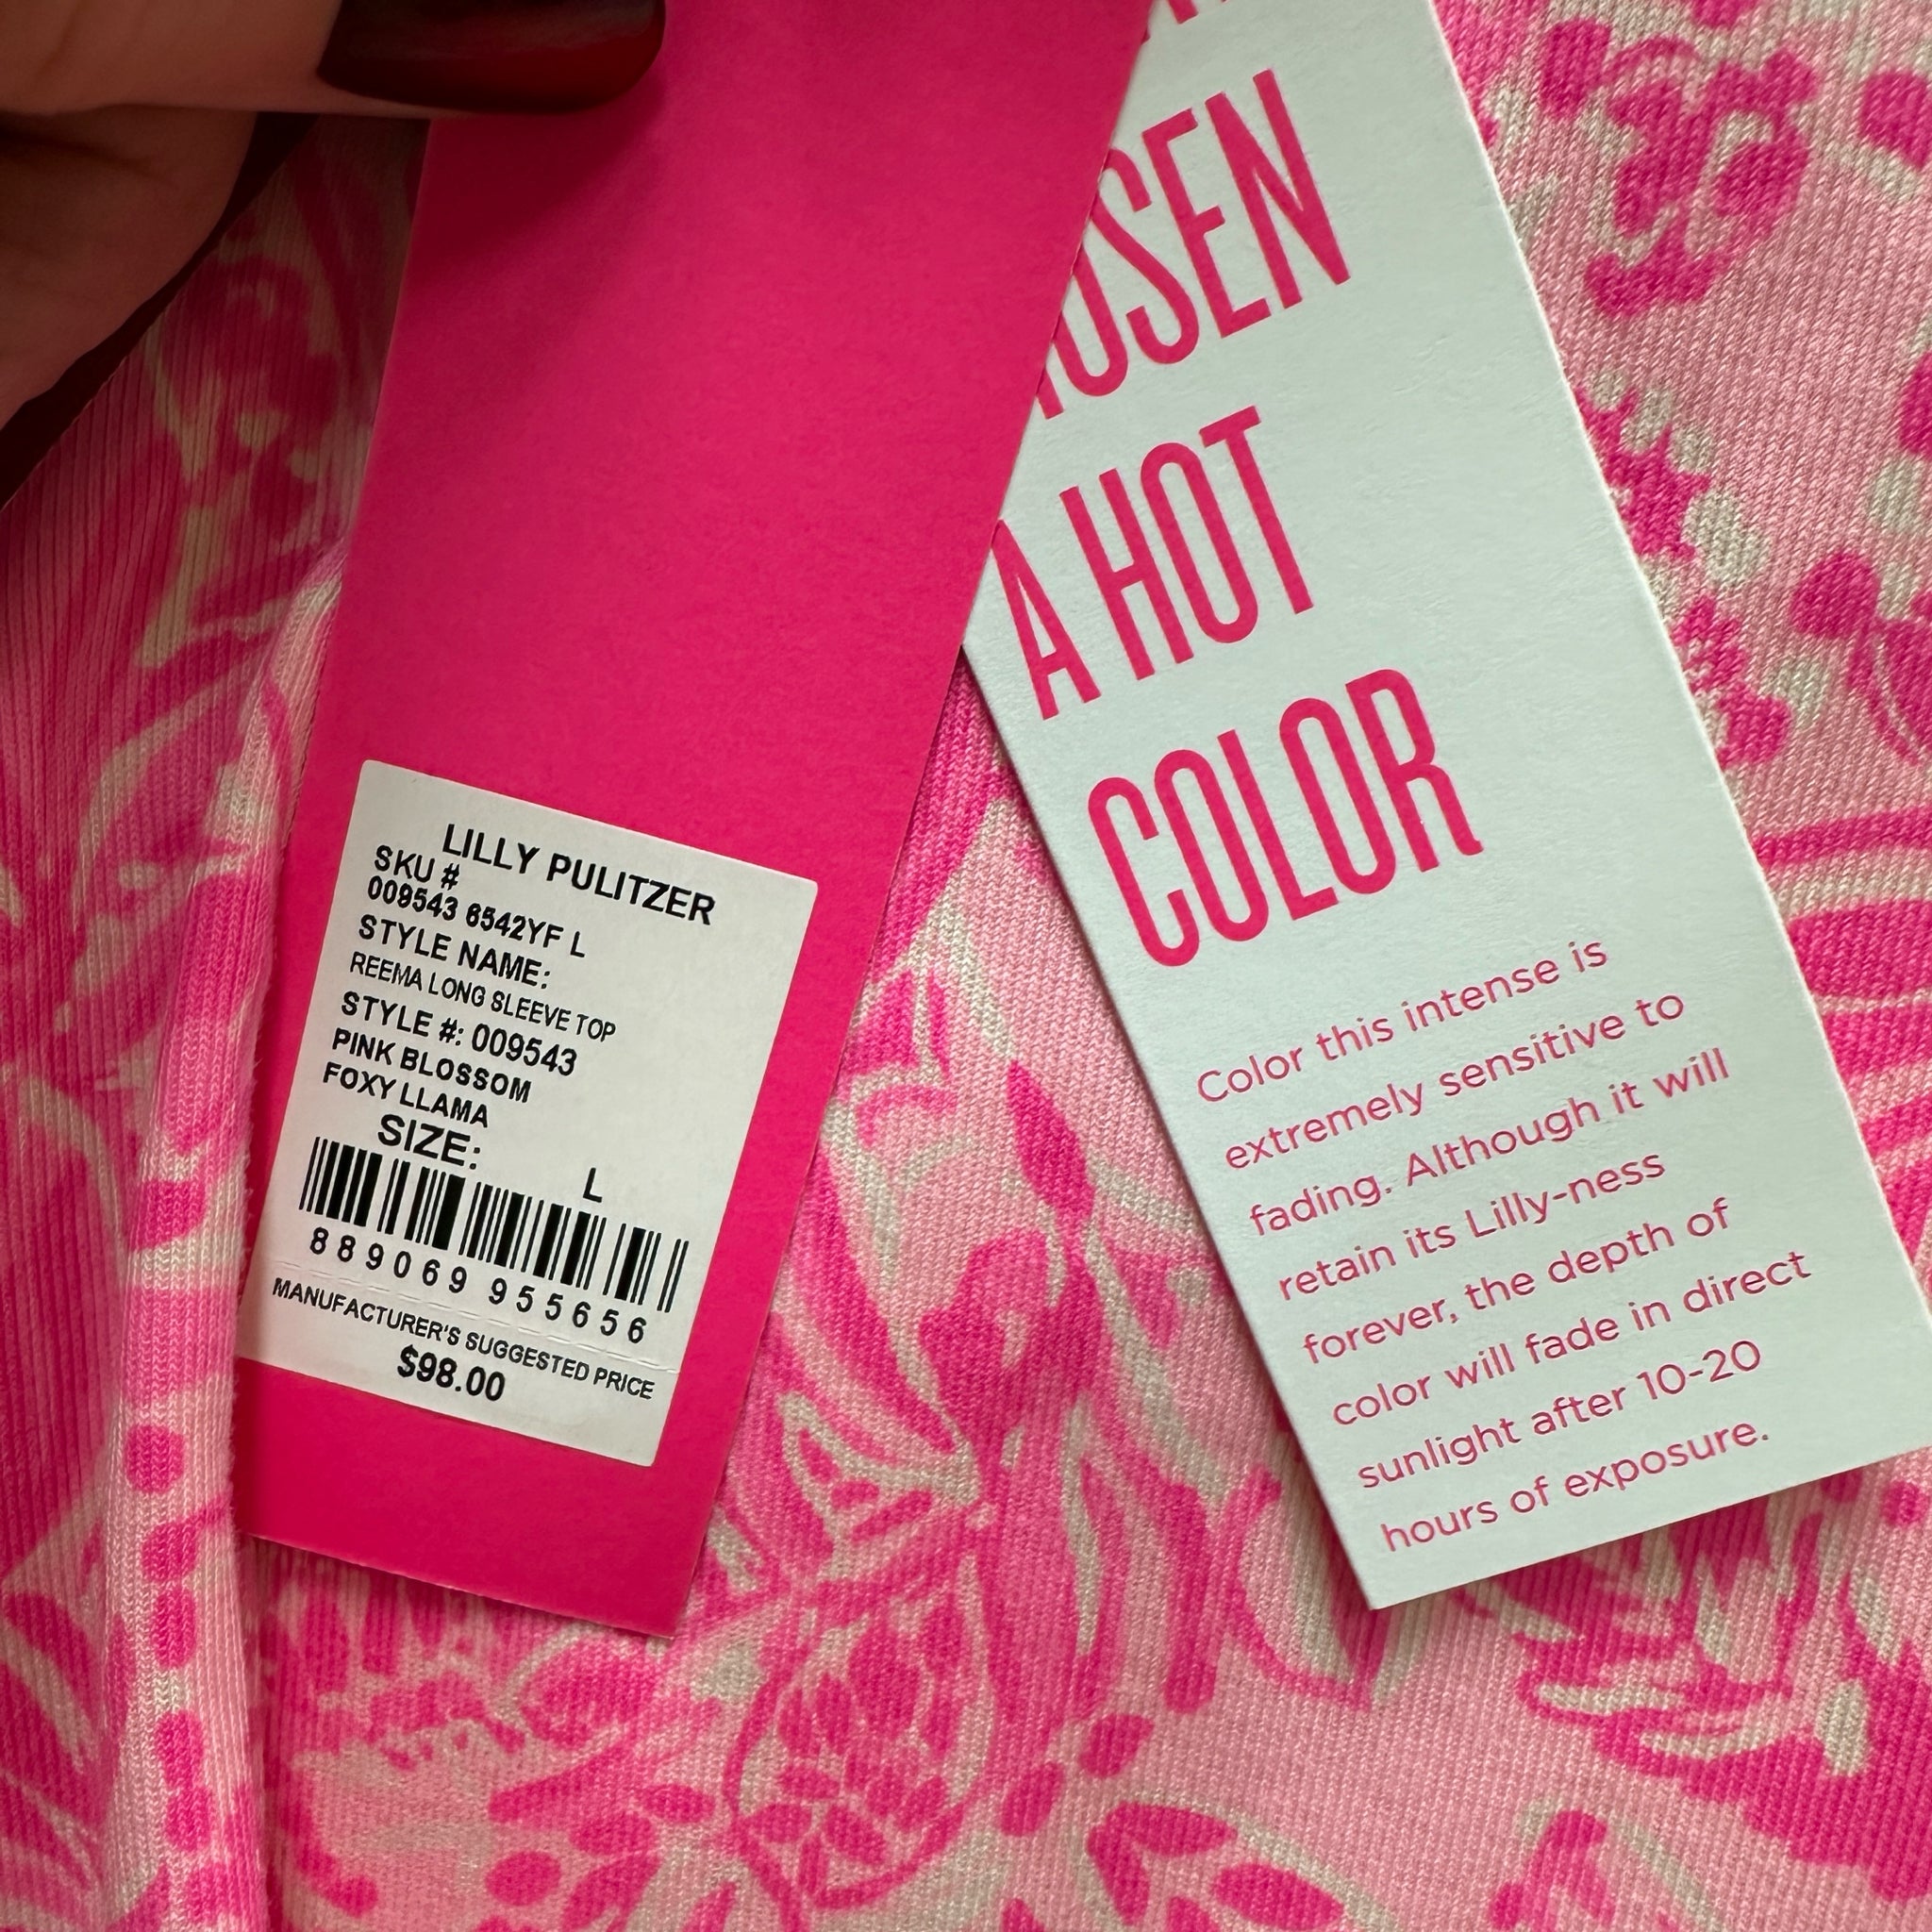 LILLY PULITZER
SKU #
009543 6542YF L
STYLE NAME:
REEMA LONG SLEEVE TOP
STYLE #: 009543
PINK BLOSSOM
FOXY LLAMA
SIZE:
L
889069 955656
MANUFACTURER'S SUGGESTED PRICE
$98.00
OSEN
A HOT
COLOR
Color this intense is
extremely sensitive to
fading. Although it will
retain its Lilly-ness
forever, the depth of
color will fade in direct
sunlight after 10-20
hours of exposure.